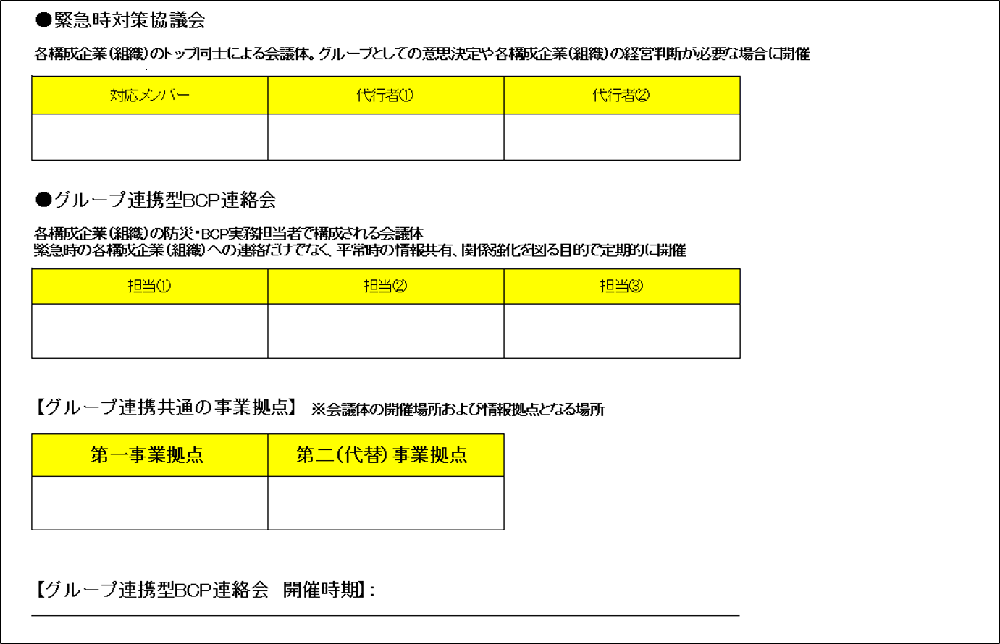 ●緊急時対策協議会
各構成企業（組織）のトップ同士による会議体。グループとしての意思決定や各構成企業（組織）の経営判断が必要な場合に開催
対応メンバー 代行者① 代行者②
●グループ連携型BCP連絡会
各構成企業（組織）の防災・BCP実務担当者で構成される会議体
緊急時の各構成企業（組織）への連絡だけでなく、平常時の情報共有、関係強化を図る目的で定期的に開催
担当① 担当② 担当③
【グループ連携共通の事業拠点】 ※会議体の開催場所および情報拠点となる場所
第一事業拠点 第二（代替）事業拠点
【グループ連携型BCP連絡会　開催時期】：